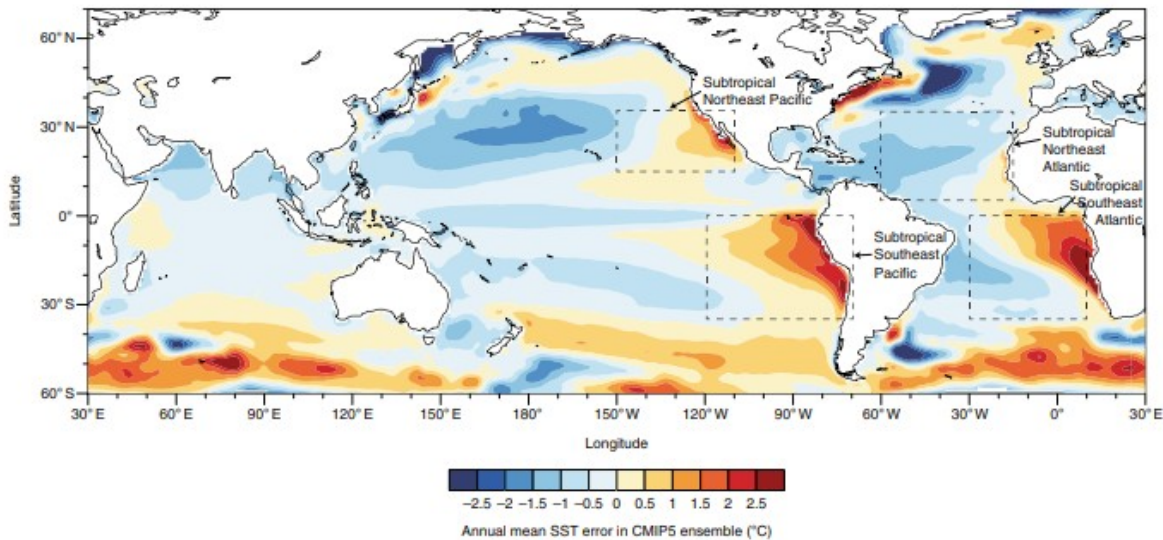 60° N
30° N
0°
30° S
60° S
Latitude
Subtropical
Northeast Pacific
Subtropical
Northeast
Atlantic
Subtropical
Southeast
Atlantic
Subtropical
Southeast
Pacific
30° E 60° E 90° E 120° E 150° E 180° 150° W 120° W 90° W 60° W 30° W 0° 30° E
Longitude
−2.5 −2 −1.5 −1 −0.5 0 0.5 1 1.5 2 2.5
Annual mean SST error in CMIP5 ensemble (°C)